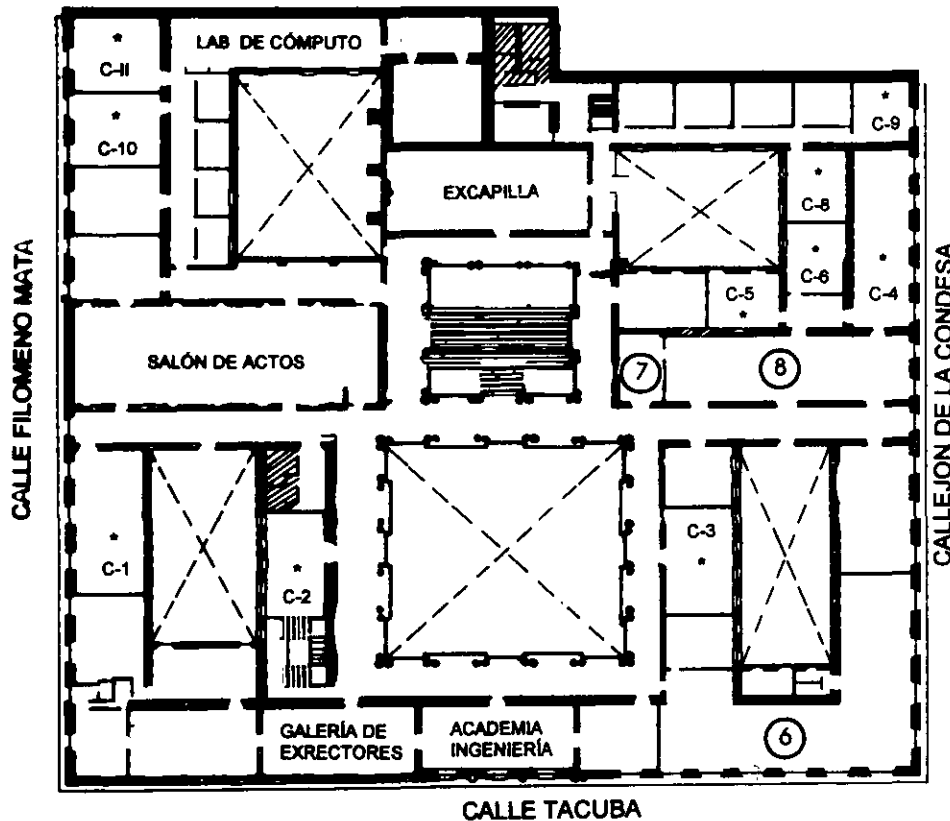 LAB DE CÓMPUTO
* C-II
* C-10
* C-9
EXCAPILLA
* C-8
* C-6
* C-4
C-5 *
CALLE FILOMENO MATA
CALLEJON DE LA CONDESA
SALÓN DE ACTOS
7
8
* C-1
* C-2
C-3 *
GALERÍA DE
EXRECTORES
ACADEMIA
INGENIERÍA
6
CALLE TACUBA